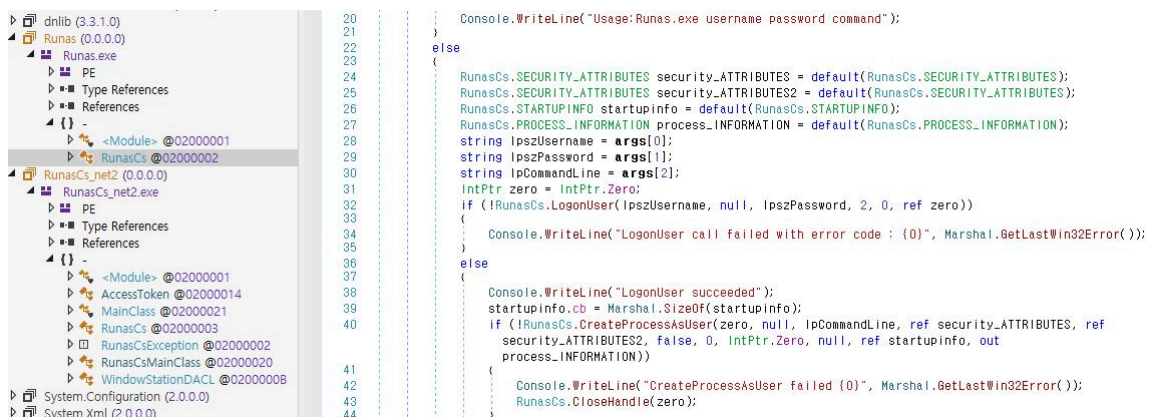 dnlib (3.3.1.0)
Runas (0.0.0.0)
Runas.exe
PE
Type References
References
{} -
<Module> @02000001
RunasCs @02000002
RunasCs_net2 (0.0.0.0)
RunasCs_net2.exe
PE
Type References
References
{} -
<Module> @02000001
AccessToken @02000014
MainClass @02000021
RunasCs @02000003
RunasCsException @02000002
RunasCsMainClass @02000020
WindowStationDACL @0200000B
System.Configuration (2.0.0.0)
System.Xml (2.0.0.0)
20 Console.WriteLine("Usage:Runas.exe username password command");
21 }
22 else
23 {
24 RunasCs.SECURITY_ATTRIBUTES security_ATTRIBUTES = default(RunasCs.SECURITY_ATTRIBUTES);
25 RunasCs.SECURITY_ATTRIBUTES security_ATTRIBUTES2 = default(RunasCs.SECURITY_ATTRIBUTES);
26 RunasCs.STARTUPINFO startupinfo = default(RunasCs.STARTUPINFO);
27 RunasCs.PROCESS_INFORMATION process_INFORMATION = default(RunasCs.PROCESS_INFORMATION);
28 string lpszUsername = args[0];
29 string lpszPassword = args[1];
30 string lpCommandLine = args[2];
31 IntPtr zero = IntPtr.Zero;
32 if (!RunasCs.LogonUser(lpszUsername, null, lpszPassword, 2, 0, ref zero))
33 {
34 Console.WriteLine("LogonUser call failed with error code : {0}", Marshal.GetLastWin32Error());
35 }
36 else
37 {
38 Console.WriteLine("LogonUser succeeded");
39 startupinfo.cb = Marshal.SizeOf(startupinfo);
40 if (!RunasCs.CreateProcessAsUser(zero, null, lpCommandLine, ref security_ATTRIBUTES, ref
security_ATTRIBUTES2, false, 0, IntPtr.Zero, null, ref startupinfo, out
process_INFORMATION))
41 {
42 Console.WriteLine("CreateProcessAsUser failed {0}", Marshal.GetLastWin32Error());
43 RunasCs.CloseHandle(zero);
44 }